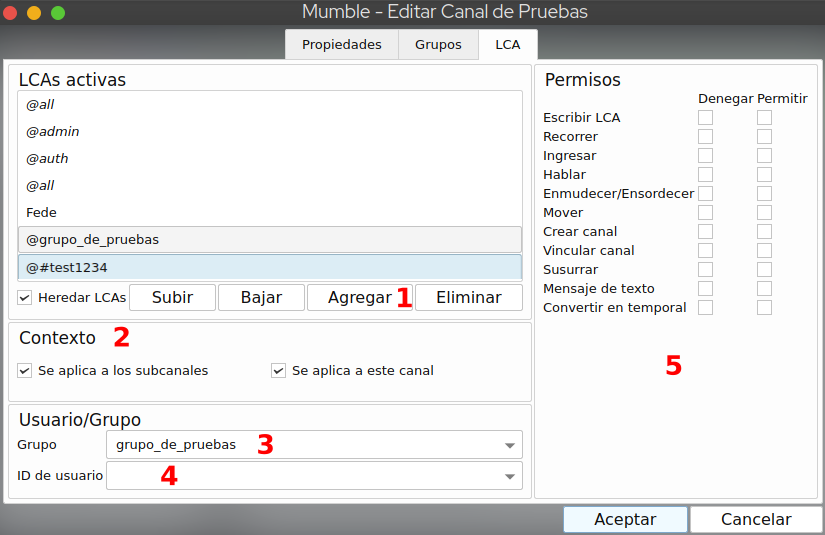 Mumble - Editar Canal de Pruebas
Propiedades
Grupos
LCA
LCAs activas
@all
@admin
@auth
@all
Fede
@grupo_de_pruebas
@#test1234
Heredar LCAs
Subir
Bajar
Agregar 1
Eliminar
Contexto 2
Se aplica a los subcanales
Se aplica a este canal
Usuario/Grupo
Grupo
grupo_de_pruebas 3
ID de usuario
4
Permisos
Denegar Permitir
Escribir LCA
Recorrer
Ingresar
Hablar
Enmudecer/Ensordecer
Mover
Crear canal
Vincular canal
Susurrar
Mensaje de texto
Convertir en temporal
5
Aceptar
Cancelar